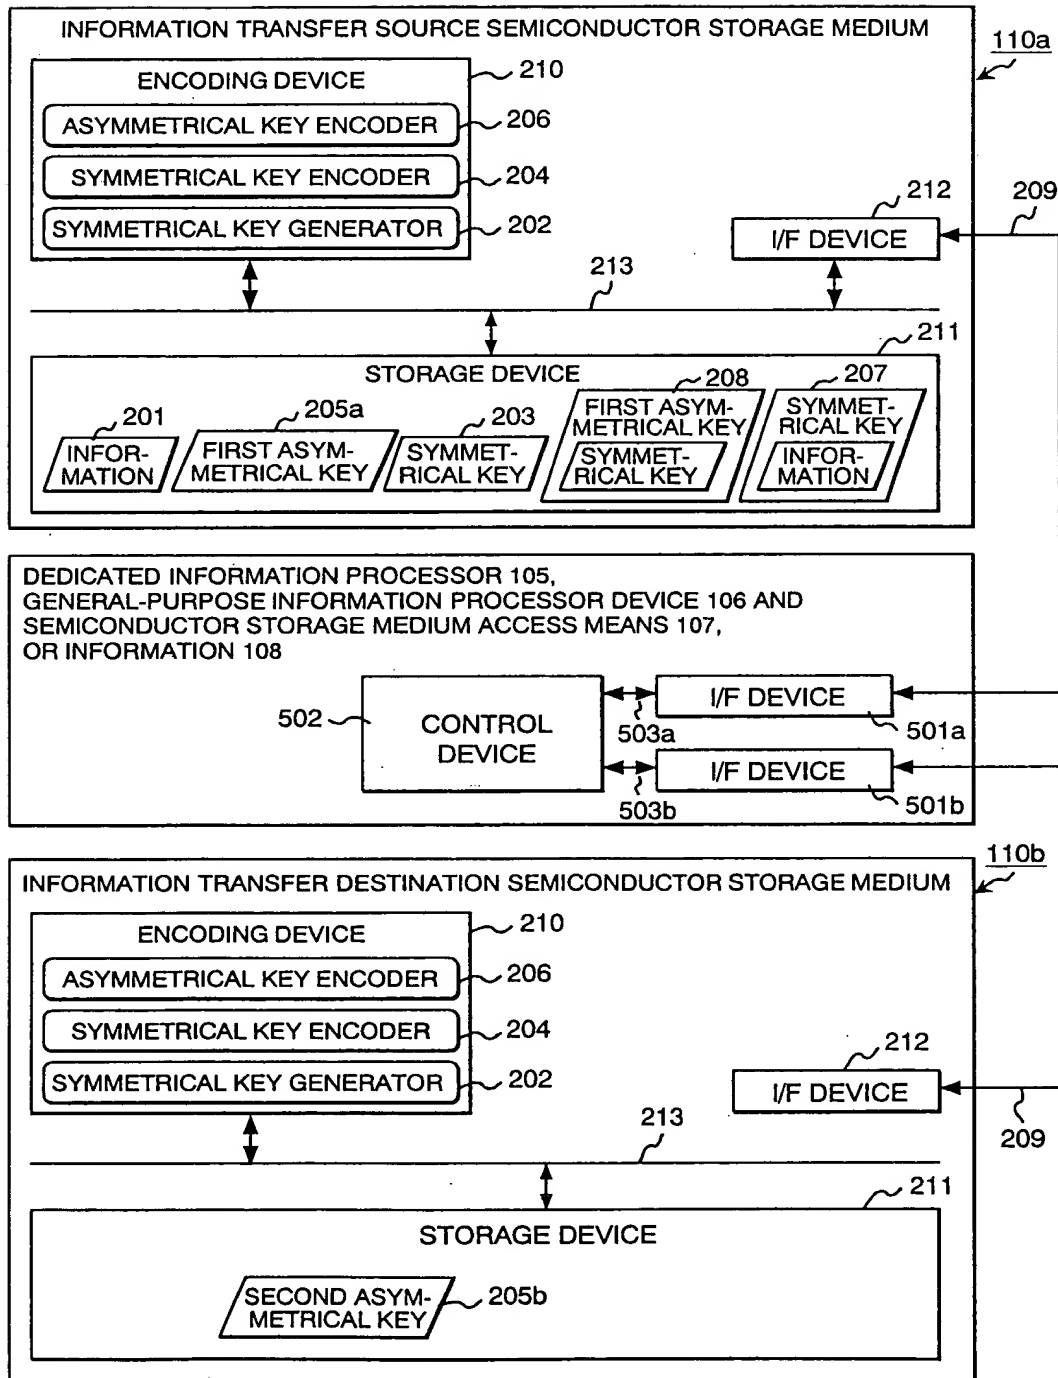 INFORMATION TRANSFER SOURCE SEMICONDUCTOR STORAGE MEDIUM
110a
ENCODING DEVICE
210
ASYMMETRICAL KEY ENCODER
206
SYMMETRICAL KEY ENCODER
204
SYMMETRICAL KEY GENERATOR
202
212
I/F DEVICE
209
213
211
STORAGE DEVICE
201
INFOR-
MATION
205a
FIRST ASYM-
METRICAL KEY
203
SYMMET-
RICAL KEY
208
FIRST ASYM-
METRICAL KEY
SYMMET-
RICAL KEY
207
SYMMET-
RICAL KEY
INFOR-
MATION
DEDICATED INFORMATION PROCESSOR 105,
GENERAL-PURPOSE INFORMATION PROCESSOR DEVICE 106 AND
SEMICONDUCTOR STORAGE MEDIUM ACCESS MEANS 107,
OR INFORMATION 108
502
CONTROL
DEVICE
503a
I/F DEVICE
501a
503b
I/F DEVICE
501b
110b
INFORMATION TRANSFER DESTINATION SEMICONDUCTOR STORAGE MEDIUM
ENCODING DEVICE
210
ASYMMETRICAL KEY ENCODER
206
SYMMETRICAL KEY ENCODER
204
SYMMETRICAL KEY GENERATOR
202
212
I/F DEVICE
209
213
211
STORAGE DEVICE
SECOND ASYM-
METRICAL KEY
205b